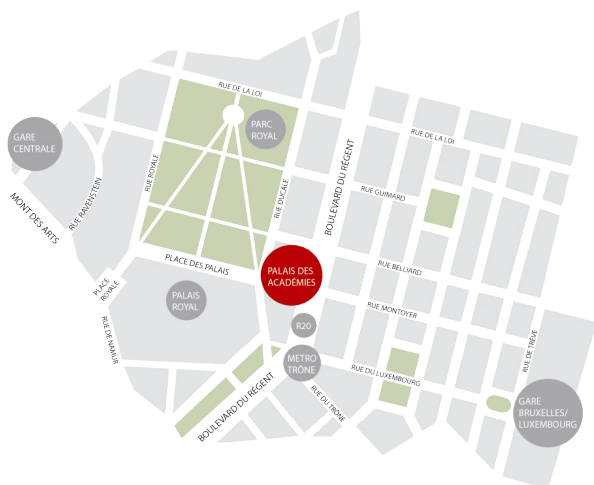 RUE DE LA LOI
PARC
ROYAL
GARE
CENTRALE
RUE DE LA LOI
BOULEVARD DU RÉGENT
RUE ROYALE
RUE DUCALE
RUE GUIMARD
RUE RAVENSTEIN
MONT DES ARTS
PLACE DES PALAIS
PALAIS DES
ACADÉMIES
RUE BELLIARD
PLACE
ROYALE
PALAIS
ROYAL
RUE MONTOYER
R20
RUE DE NAMUR
RUE DE TRÈVE
METRO
TRÔNE
RUE DU LUXEMBOURG
BOULEVARD DU RÉGENT
RUE DU TRÔNE
GARE
BRUXELLES/
LUXEMBOURG